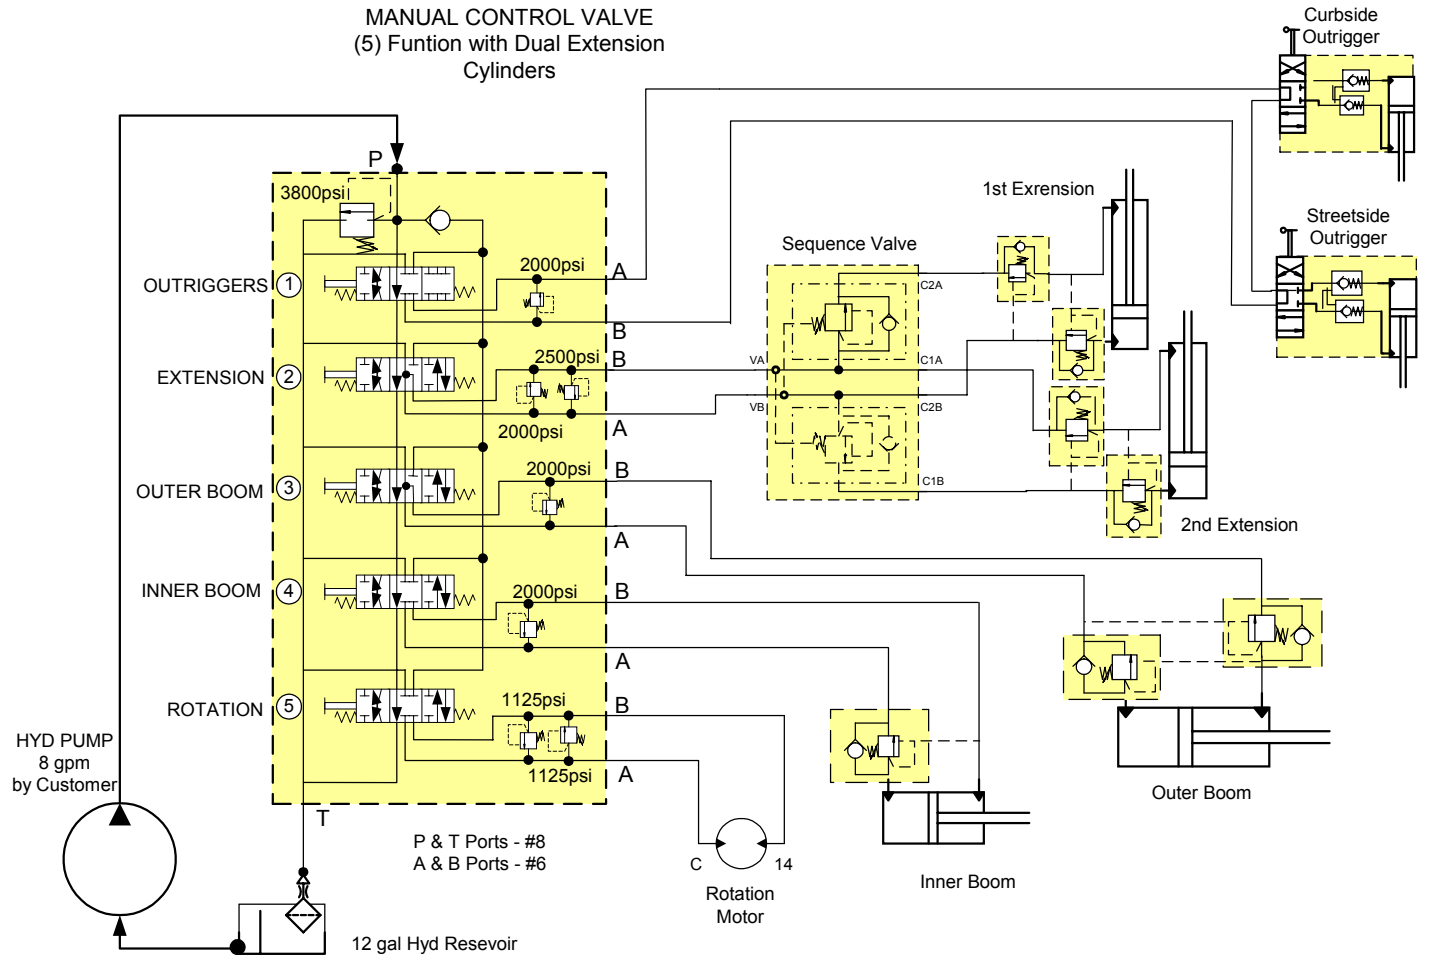 MANUAL CONTROL VALVE
(5) Funtion with Dual Extension
Cylinders
Curbside
Outrigger
P
3800psi
1st Exrension
Streetside
Outrigger
Sequence Valve
OUTRIGGERS
1
2000psi
A
C2A
B
EXTENSION
2
2500psi
B
VA
C1A
VB
C2B
2000psi
A
OUTER BOOM
3
2000psi
B
C1B
2nd Extension
A
INNER BOOM
4
2000psi
B
A
ROTATION
5
1125psi
B
1125psi
A
HYD PUMP
8 gpm
by Customer
Outer Boom
T
P & T Ports - #8
A & B Ports - #6
C
14
Rotation
Motor
Inner Boom
12 gal Hyd Resevoir